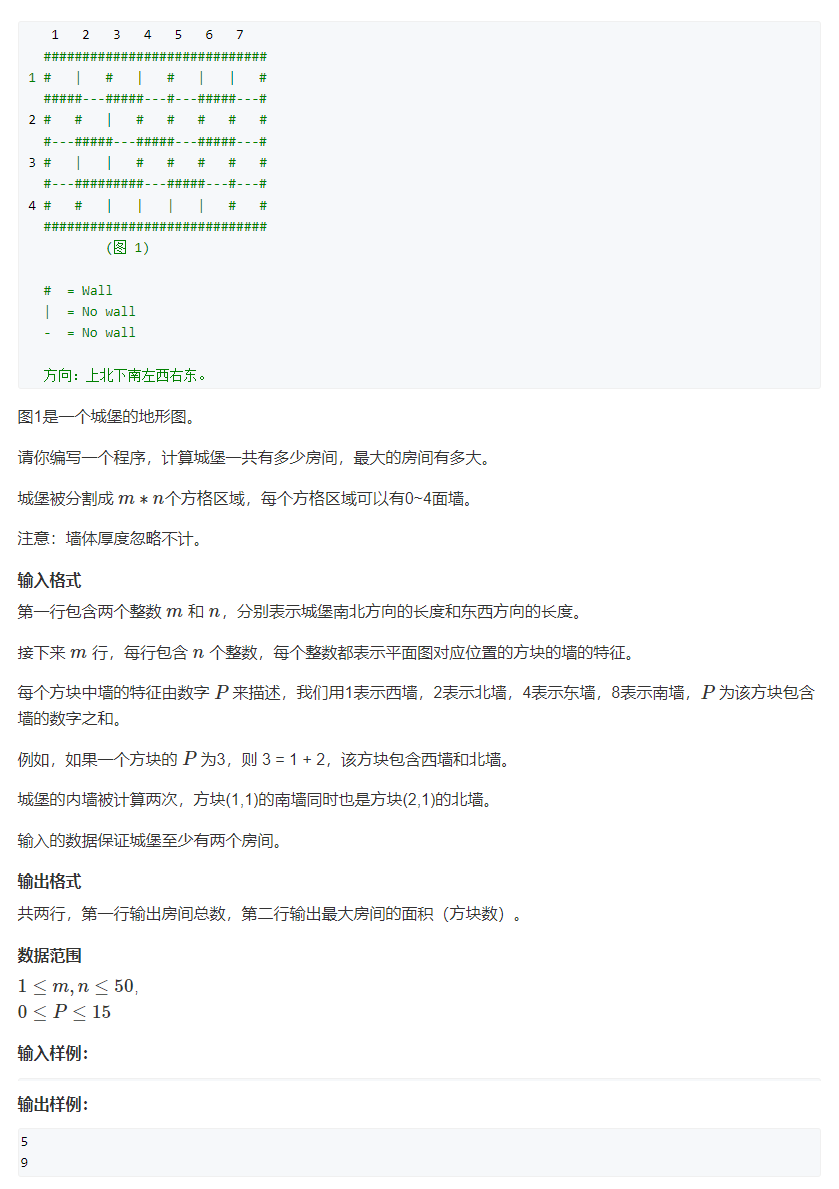 1   2   3   4   5   6   7
#############################
1 #   |   #   |   #   |   |   #
#####---#####---#---#####---#
2 #   #   |   #   #   #   #   #
#---#####---#####---#####---#
3 #   |   |   #   #   #   #   #
#---#########---#####---#---#
4 #   #   |   |   |   |   #   #
#############################
(图 1)
#  = Wall
|  = No wall
-  = No wall
方向：上北下南左西右东。
图1是一个城堡的地形图。
请你编写一个程序，计算城堡一共有多少房间，最大的房间有多大。
城堡被分割成 m∗n个方格区域，每个方格区域可以有0~4面墙。
注意：墙体厚度忽略不计。
输入格式
第一行包含两个整数 m 和 n，分别表示城堡南北方向的长度和东西方向的长度。
接下来 m 行，每行包含 n 个整数，每个整数都表示平面图对应位置的方块的墙的特征。
每个方块中墙的特征由数字 P 来描述，我们用1表示西墙，2表示北墙，4表示东墙，8表示南墙，P 为该方块包含
墙的数字之和。
例如，如果一个方块的 P 为3，则 3 = 1 + 2，该方块包含西墙和北墙。
城堡的内墙被计算两次，方块(1,1)的南墙同时也是方块(2,1)的北墙。
输入的数据保证城堡至少有两个房间。
输出格式
共两行，第一行输出房间总数，第二行输出最大房间的面积（方块数）。
数据范围
1 ≤ m, n ≤ 50,
0 ≤ P ≤ 15
输入样例：
输出样例：
5
9